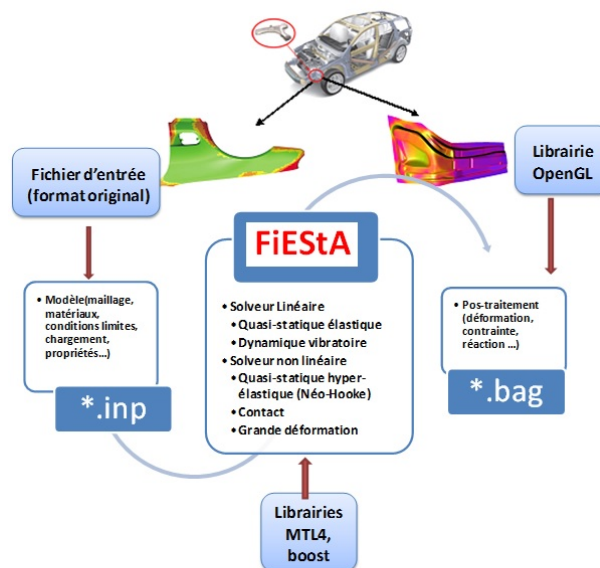 Fichier d'entrée
(format original)
Librairie
OpenGL
FiEStA
• Modèle(maillage,
matériaux,
conditions limites,
chargement,
propriétés...)
*.inp
• Solveur Linéaire
• Quasi-statique élastique
• Dynamique vibratoire
• Solveur non linéaire
• Quasi-statique hyper-
élastique (Néo-Hooke)
• Contact
• Grande déformation
• Pos-traitement
(déformation,
contrainte,
réaction ...)
*.bag
Librairies
MTL4,
boost